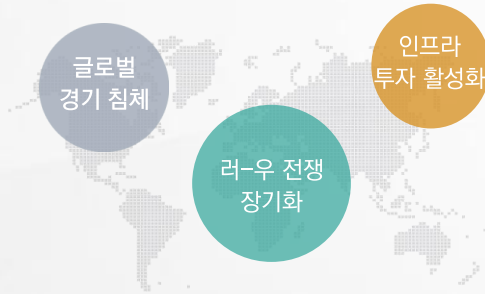 글로벌
경기 침체
러-우 전쟁
장기화
인프라
투자 활성화